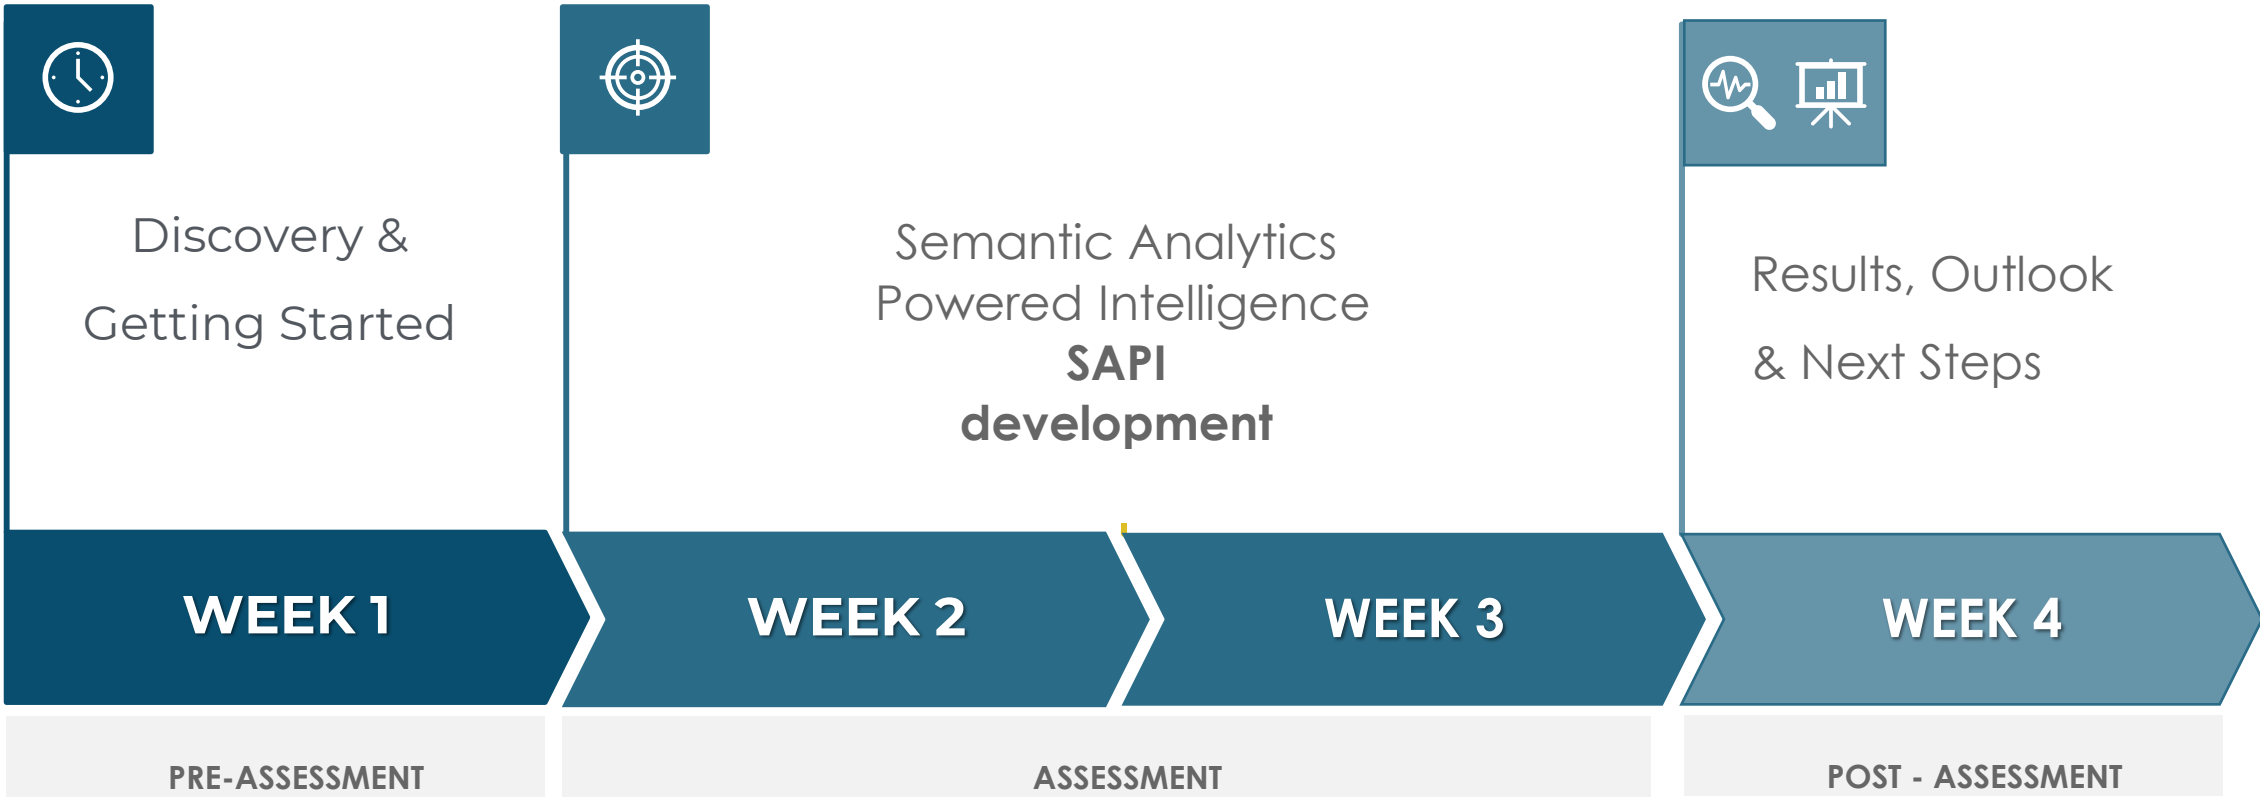 Discovery &
Getting Started
Semantic Analytics
Powered Intelligence
SAPI
development
Results, Outlook
& Next Steps
WEEK 1
WEEK 2
WEEK 3
WEEK 4
PRE-ASSESSMENT
ASSESSMENT
POST - ASSESSMENT